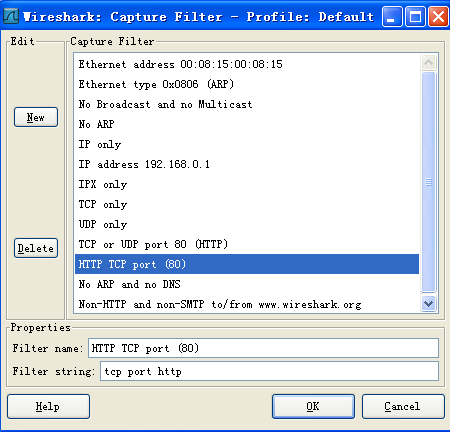 Wireshark: Capture Filter - Profile: Default
Edit
Capture Filter
New
Delete
Ethernet address 00:08:15:00:08:15
Ethernet type 0x0806 (ARP)
No Broadcast and no Multicast
No ARP
IP only
IP address 192.168.0.1
IPX only
TCP only
UDP only
TCP or UDP port 80 (HTTP)
HTTP TCP port (80)
No ARP and no DNS
Non-HTTP and non-SMTP to/from www.wireshark.org
Properties
Filter name: HTTP TCP port (80)
Filter string: tcp port http
Help OK Cancel